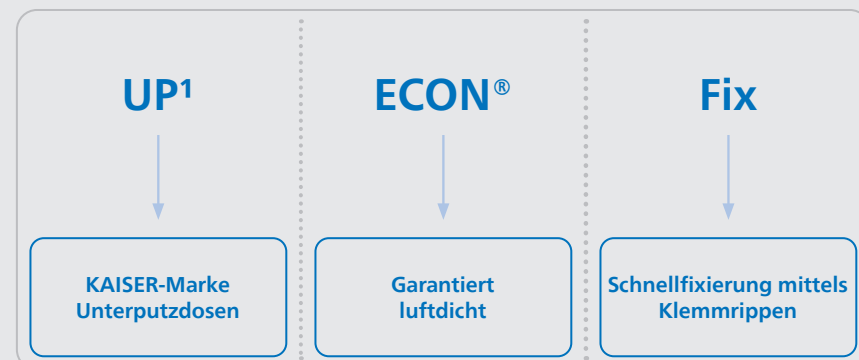 UP¹
ECON®
Fix
KAISER-Marke
Unterputzdosen
Garantiert
luftdicht
Schnellfixierung mittels
Klemmrippen